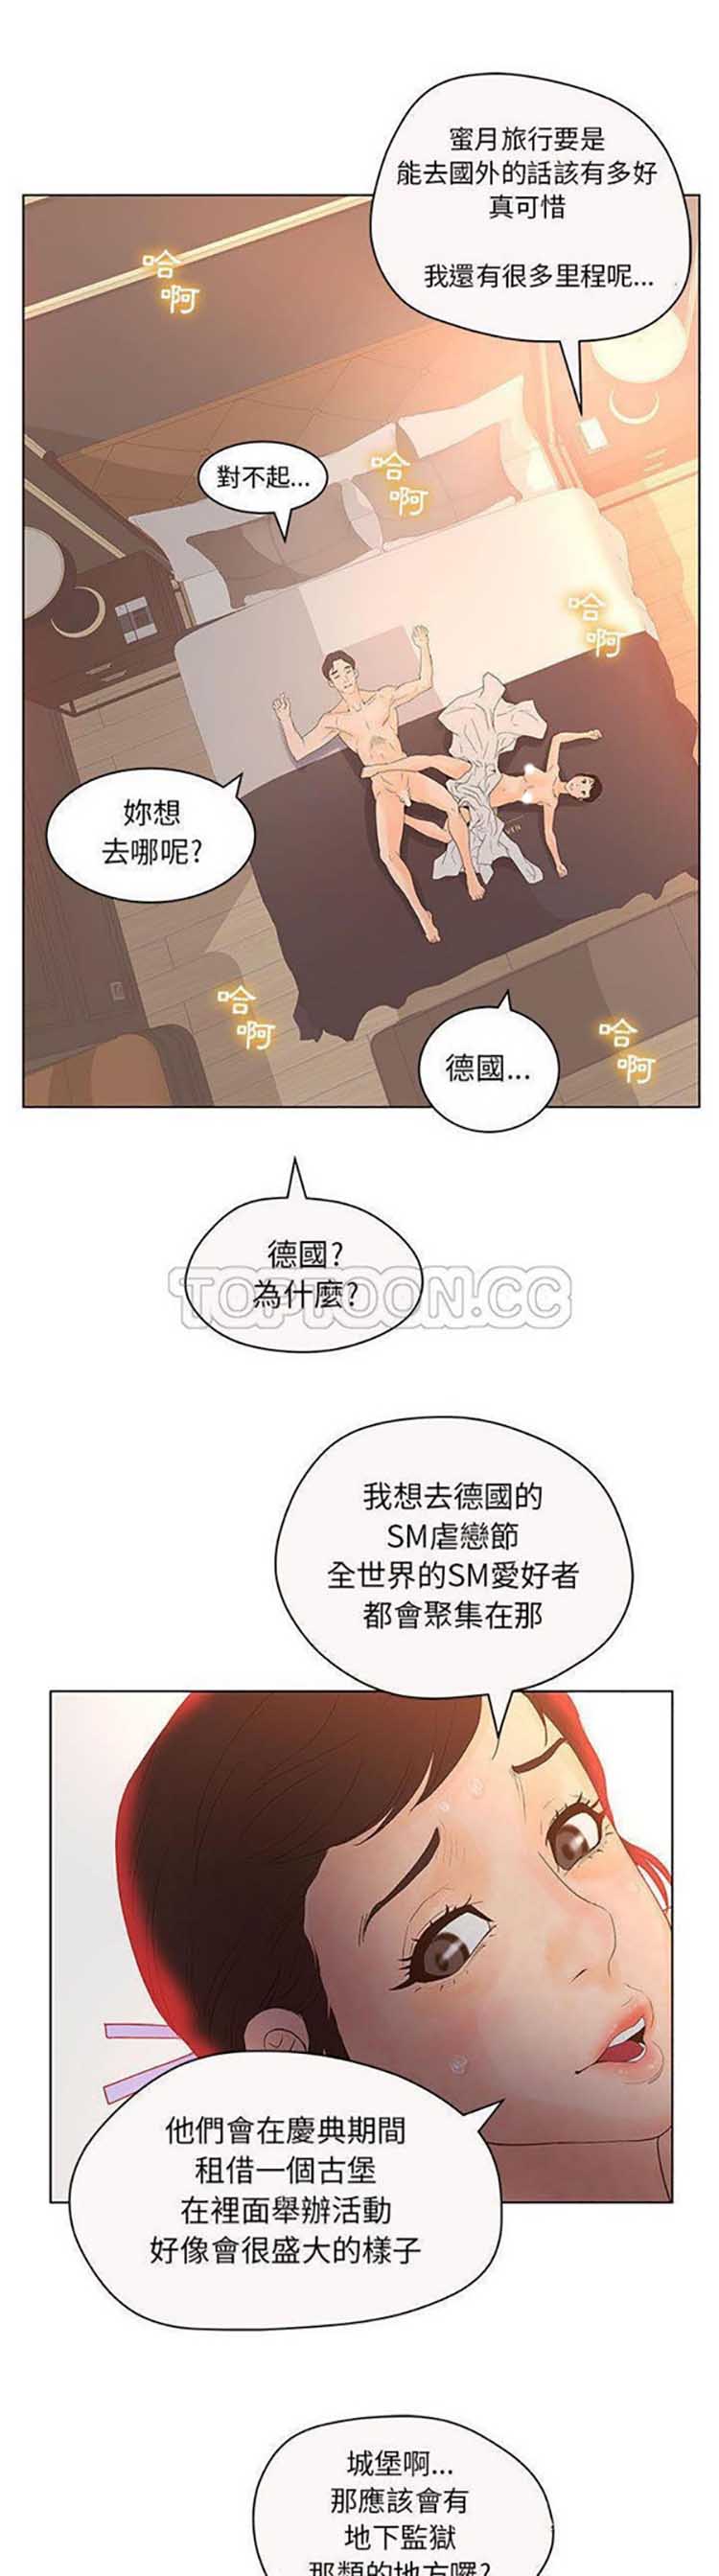 蜜月旅行要是
能去國外的話該有多好
真可惜
我還有很多里程呢...
哈
啊
對不起...
哈
啊
哈
啊
妳想
去哪呢?
哈
啊
德國...
哈
啊
德國?
為什麼?
TOPTOON.CC
我想去德國的
SM虐戀節
全世界的SM愛好者
都會聚集在那
他們會在慶典期間
租借一個古堡
在裡面舉辦活動
好像會很盛大的樣子
城堡啊...
那應該會有
地下監獄
那類的地方囉?